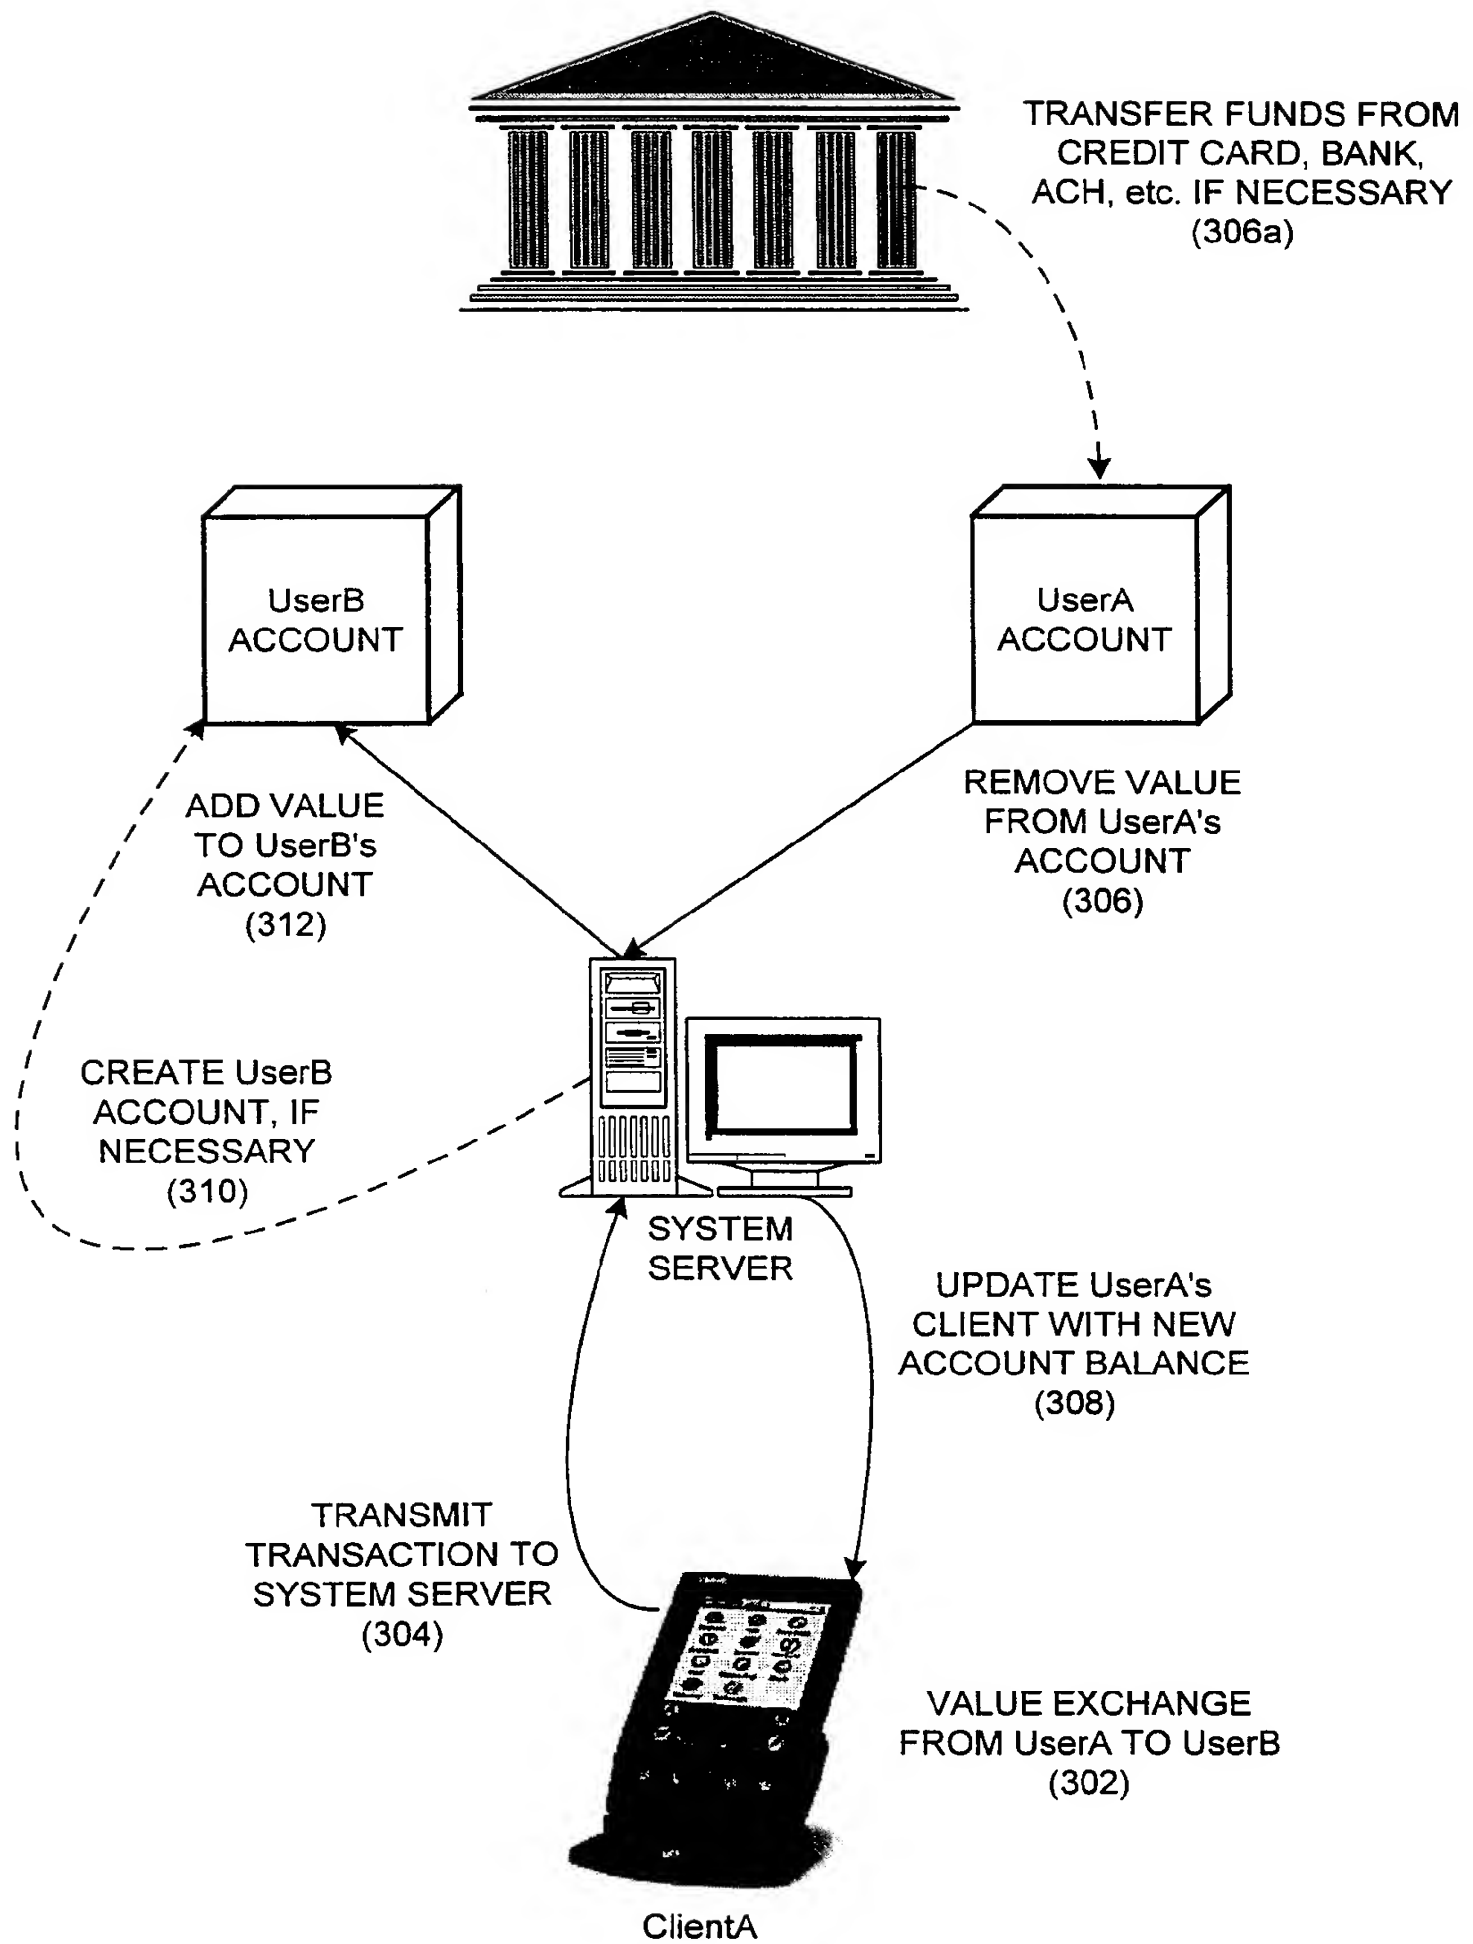 TRANSFER FUNDS FROM
CREDIT CARD, BANK,
ACH, etc. IF NECESSARY
(306a)
UserB
ACCOUNT
UserA
ACCOUNT
ADD VALUE
TO UserB's
ACCOUNT
(312)
REMOVE VALUE
FROM UserA's
ACCOUNT
(306)
CREATE UserB
ACCOUNT, IF
NECESSARY
(310)
SYSTEM
SERVER
UPDATE UserA's
CLIENT WITH NEW
ACCOUNT BALANCE
(308)
TRANSMIT
TRANSACTION TO
SYSTEM SERVER
(304)
VALUE EXCHANGE
FROM UserA TO UserB
(302)
ClientA